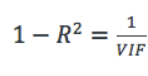 1 − R² = 1/VIF